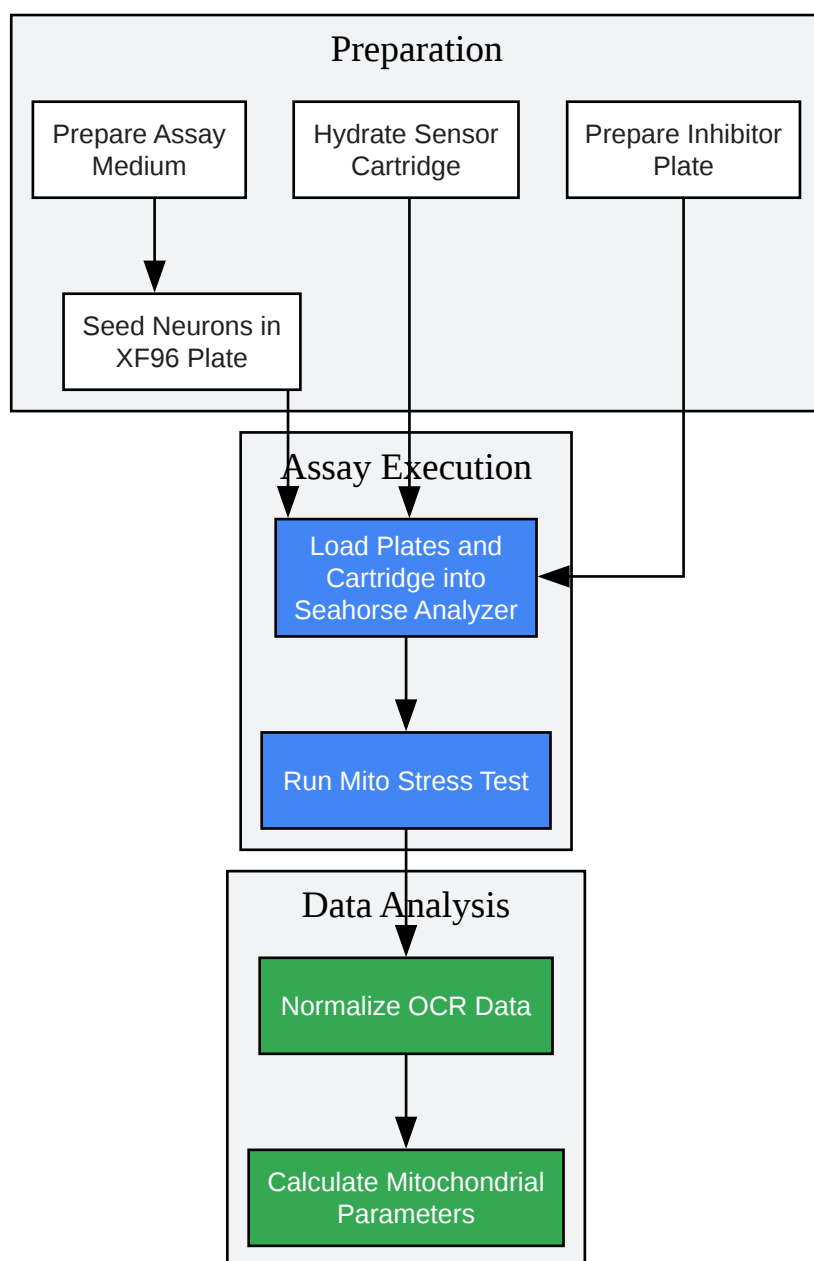 Preparation
Prepare Assay
Medium
Hydrate Sensor
Cartridge
Prepare Inhibitor
Plate
Seed Neurons in
XF96 Plate
Assay Execution
Load Plates and
Cartridge into
Seahorse Analyzer
Run Mito Stress Test
Data Analysis
Normalize OCR Data
Calculate Mitochondrial
Parameters